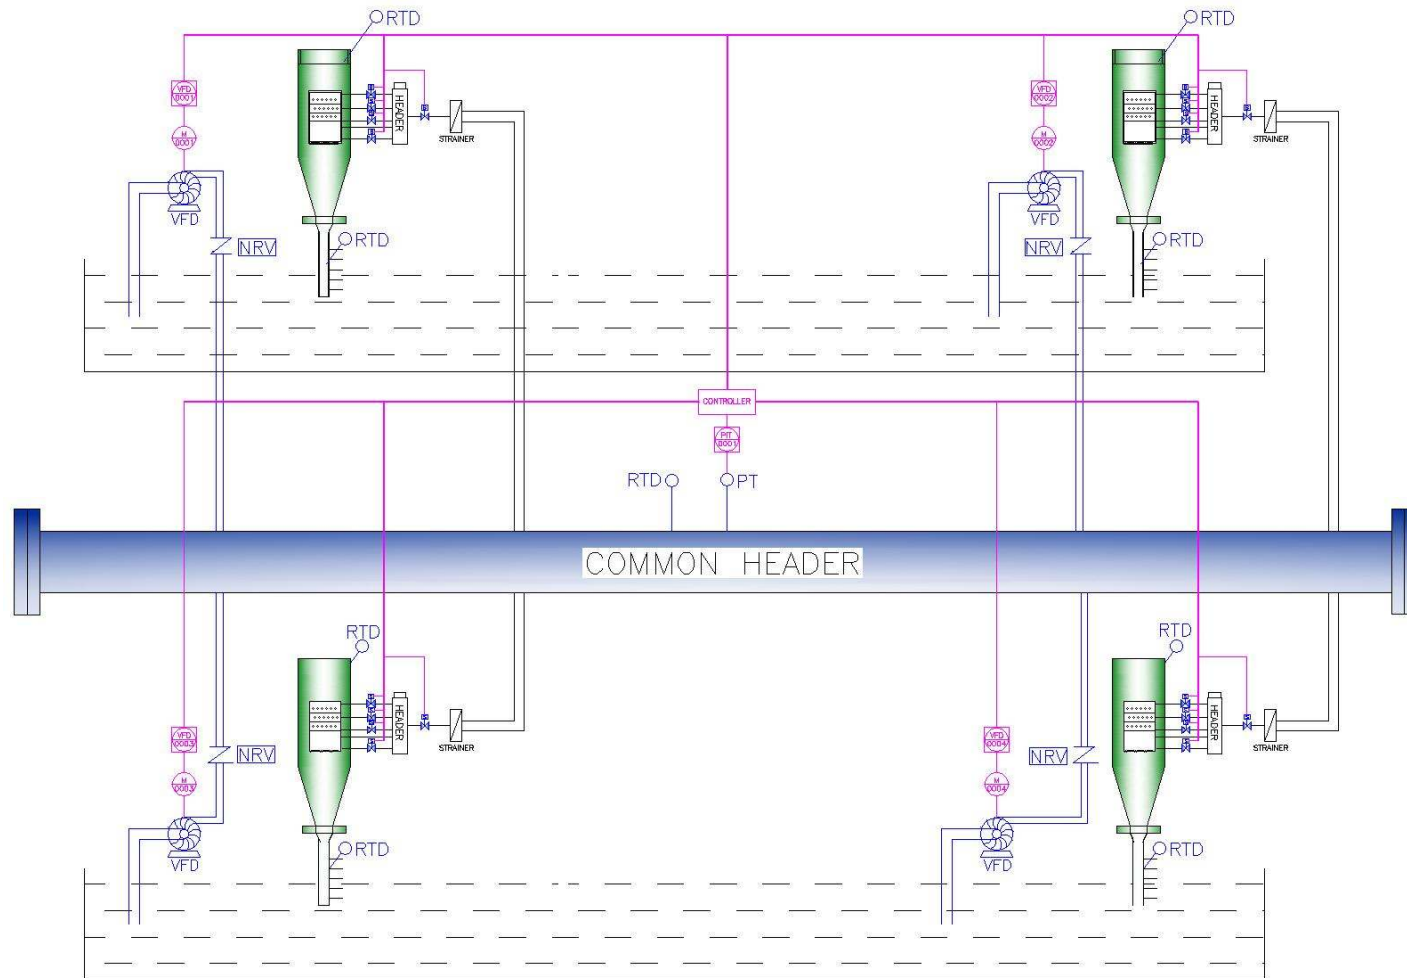 RTD
RTD
VFD
0001
HEADER
VFD
0002
HEADER
M
0001
STRAINER
M
0002
STRAINER
VFD
VFD
NRV
RTD
NRV
RTD
CONTROLLER
PIT
0001
RTD
PT
COMMON HEADER
RTD
RTD
VFD
0003
HEADER
VFD
0004
HEADER
NRV
STRAINER
NRV
STRAINER
M
0003
M
0004
VFD
RTD
VFD
RTD